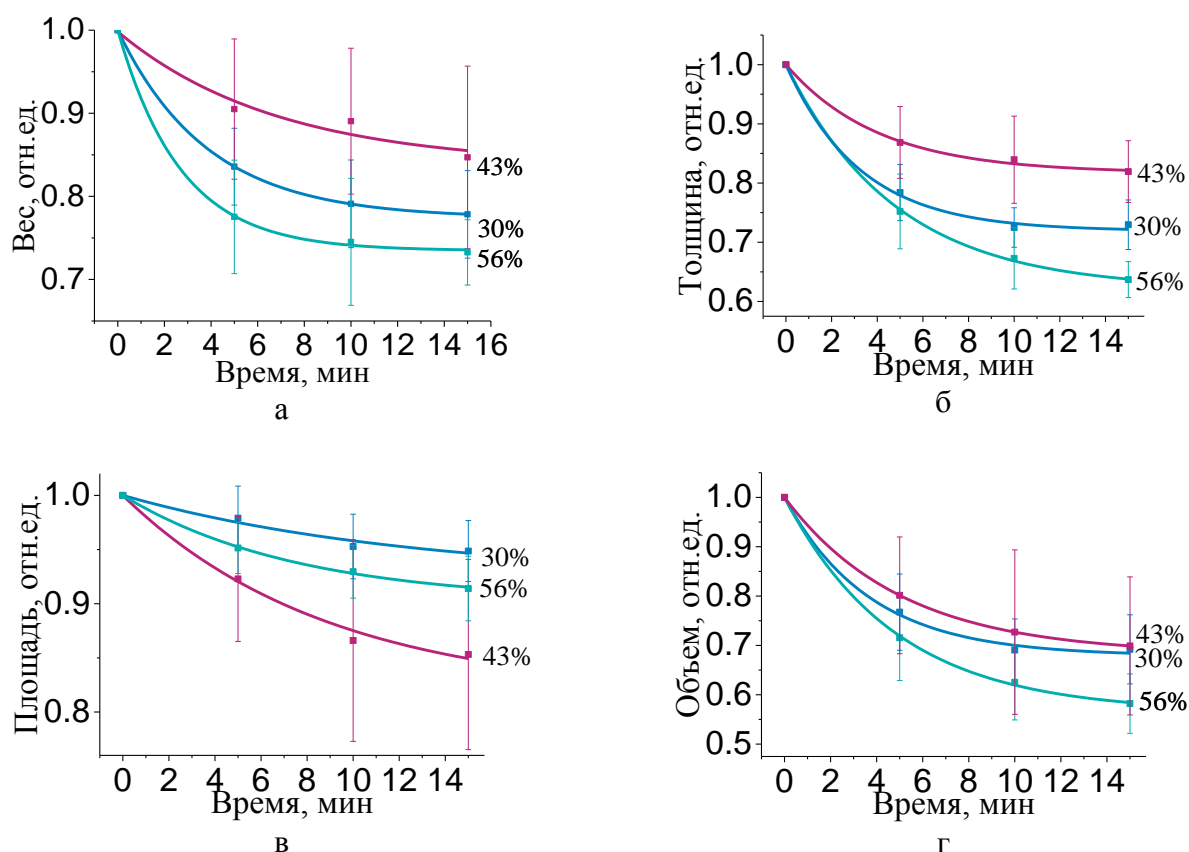 Вес, отн.ед.
1.0
0.9
0.8
0.7
43%
30%
56%
0 2 4 6 8 10 12 14 16
Время, мин
а
Толщина, отн.ед.
1.0
0.9
0.8
0.7
0.6
43%
30%
56%
0 2 4 6 8 10 12 14
Время, мин
б
Площадь, отн.ед.
1.0
0.9
0.8
30%
56%
43%
0 2 4 6 8 10 12 14
Время, мин
в
Объем, отн.ед.
1.0
0.9
0.8
0.7
0.6
0.5
43%
30%
56%
0 2 4 6 8 10 12 14
Время, мин
г